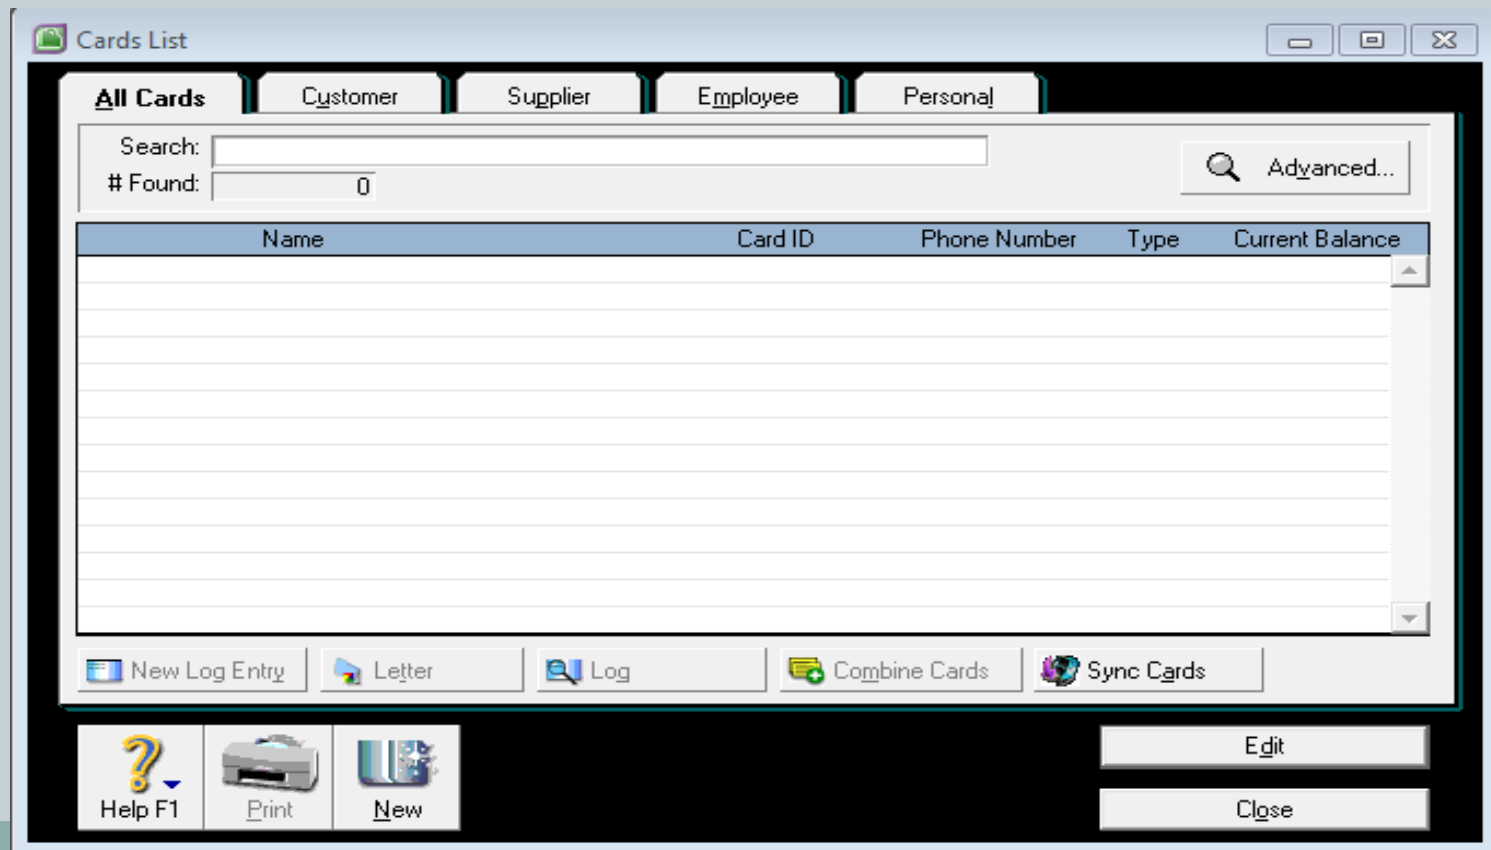 Cards List
All Cards Customer Supplier Employee Personal
Search:
Advanced...
# Found: 0
Name Card ID Phone Number Type Current Balance
New Log Entry Letter Log Combine Cards Sync Cards
Edit
Help F1 Print New
Close